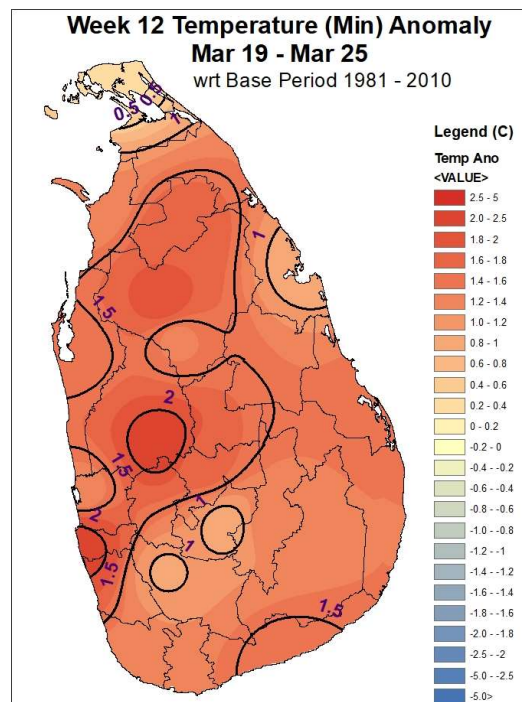 Week 12 Temperature (Min) Anomaly
Mar 19 - Mar 25
wrt Base Period 1981 - 2010
0.5
0.5
1
1
1.5
2
1.5
2
1
1
1.5
1.5
Legend (C)
Temp Ano
<VALUE>
2.5 - 5
2.0 - 2.5
1.8 - 2
1.6 - 1.8
1.4 - 1.6
1.2 - 1.4
1.0 - 1.2
0.8 - 1
0.6 - 0.8
0.4 - 0.6
0.2 - 0.4
0 - 0.2
-0.2 - 0
-0.4 - -0.2
-0.6 - -0.4
-0.8 - -0.6
-1.0 - -0.8
-1.2 - -1
-1.4 - -1.2
-1.6 - -1.4
-1.8 - -1.6
-2.0 - -1.8
-2.5 - -2
-5.0 - -2.5
-5.0>